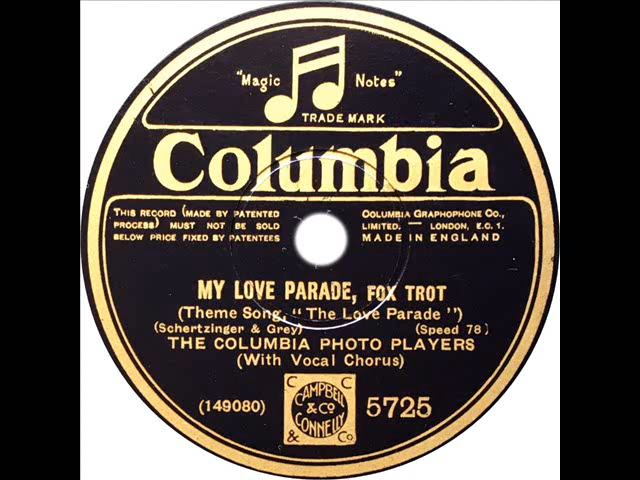 "Magic Notes"
TRADE MARK
Columbia
THIS RECORD (MADE BY PATENTED
PROCESS) MUST NOT BE SOLD
BELOW PRICE FIXED BY PATENTEES
COLUMBIA GRAPHOPHONE CO.,
LIMITED. — LONDON, E.C. 1.
MADE IN ENGLAND
MY LOVE PARADE, FOX TROT
(Theme Song, "The Love Parade")
(Schertzinger & Grey)
(Speed 78)
THE COLUMBIA PHOTO PLAYERS
(With Vocal Chorus)
(149080)
C C
CAMPBELL
& CO
CONNELLY
& Co
5725